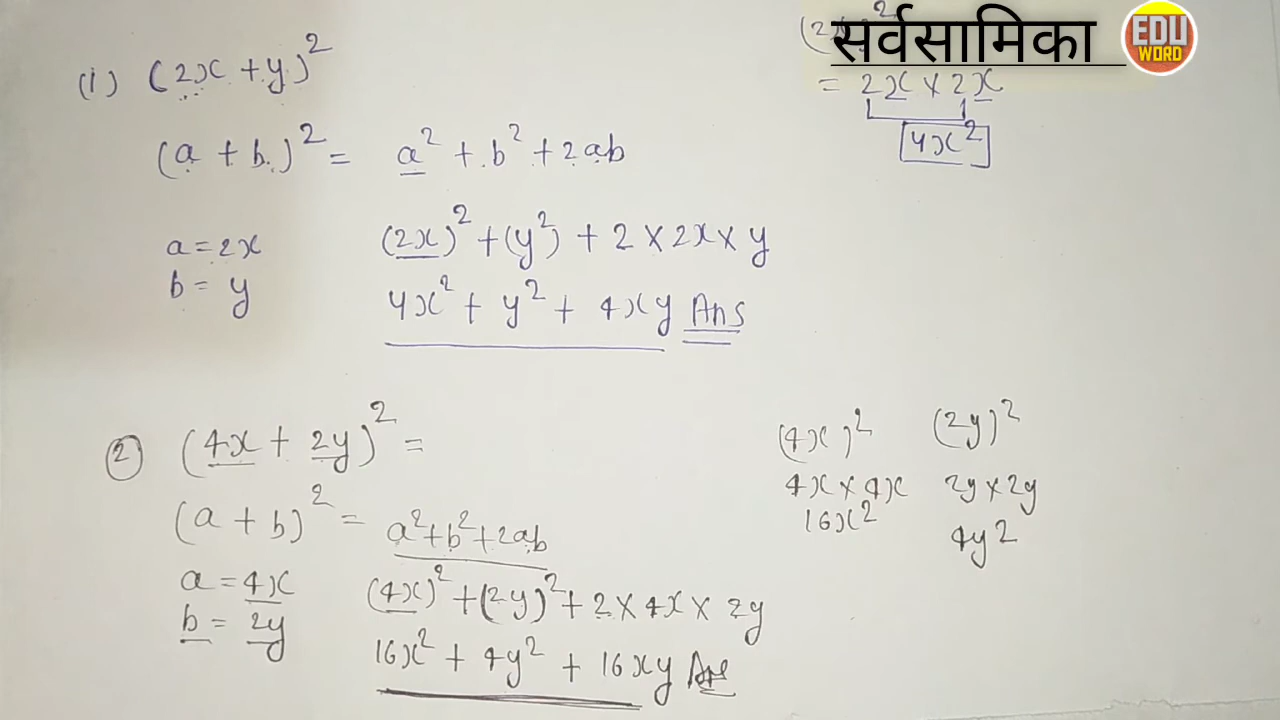 सर्वसामिका
EDU
WORD
(1) (2x + y)²
= 2x × 2x
4x²
(a + b)² = a² + b² + 2ab
a = 2x
b = y
(2x)² + (y²) + 2 × 2x × y
4x² + y² + 4xy Ans
(2) (4x + 2y)² =
(a + b)² = a² + b² + 2ab
a = 4x
b = 2y
(4x)² + (2y)² + 2 × 4x × 2y
16x² + 4y² + 16xy Ans
(4x)²
4x × 4x
16x²
(2y)²
2y × 2y
4y²